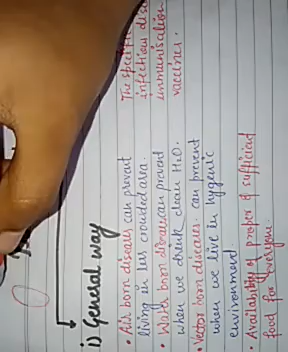 i) General way
• Air born diseases can prevent
living in less crowded area.
• Water born diseases can prevent
when we drink clean H₂O.
• Vector born diseases can prevent
when we live in hygenic
environment.
• Availability of proper & sufficient
food for everyone.
The specific
infectious
immunisation
vaccines.